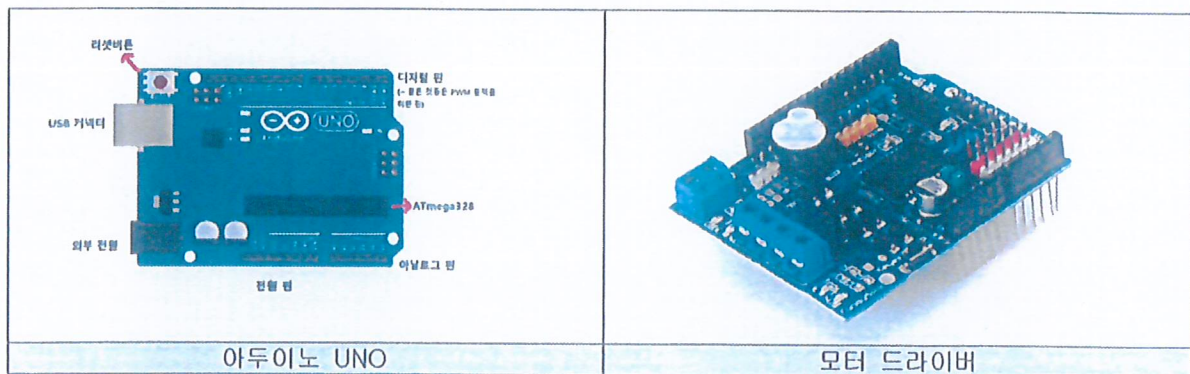 리셋버튼
디지털 핀
USB 커넥터
UNO
ATmega328
외부 전원
아날로그 핀
전원 핀
아두이노 UNO
모터 드라이버